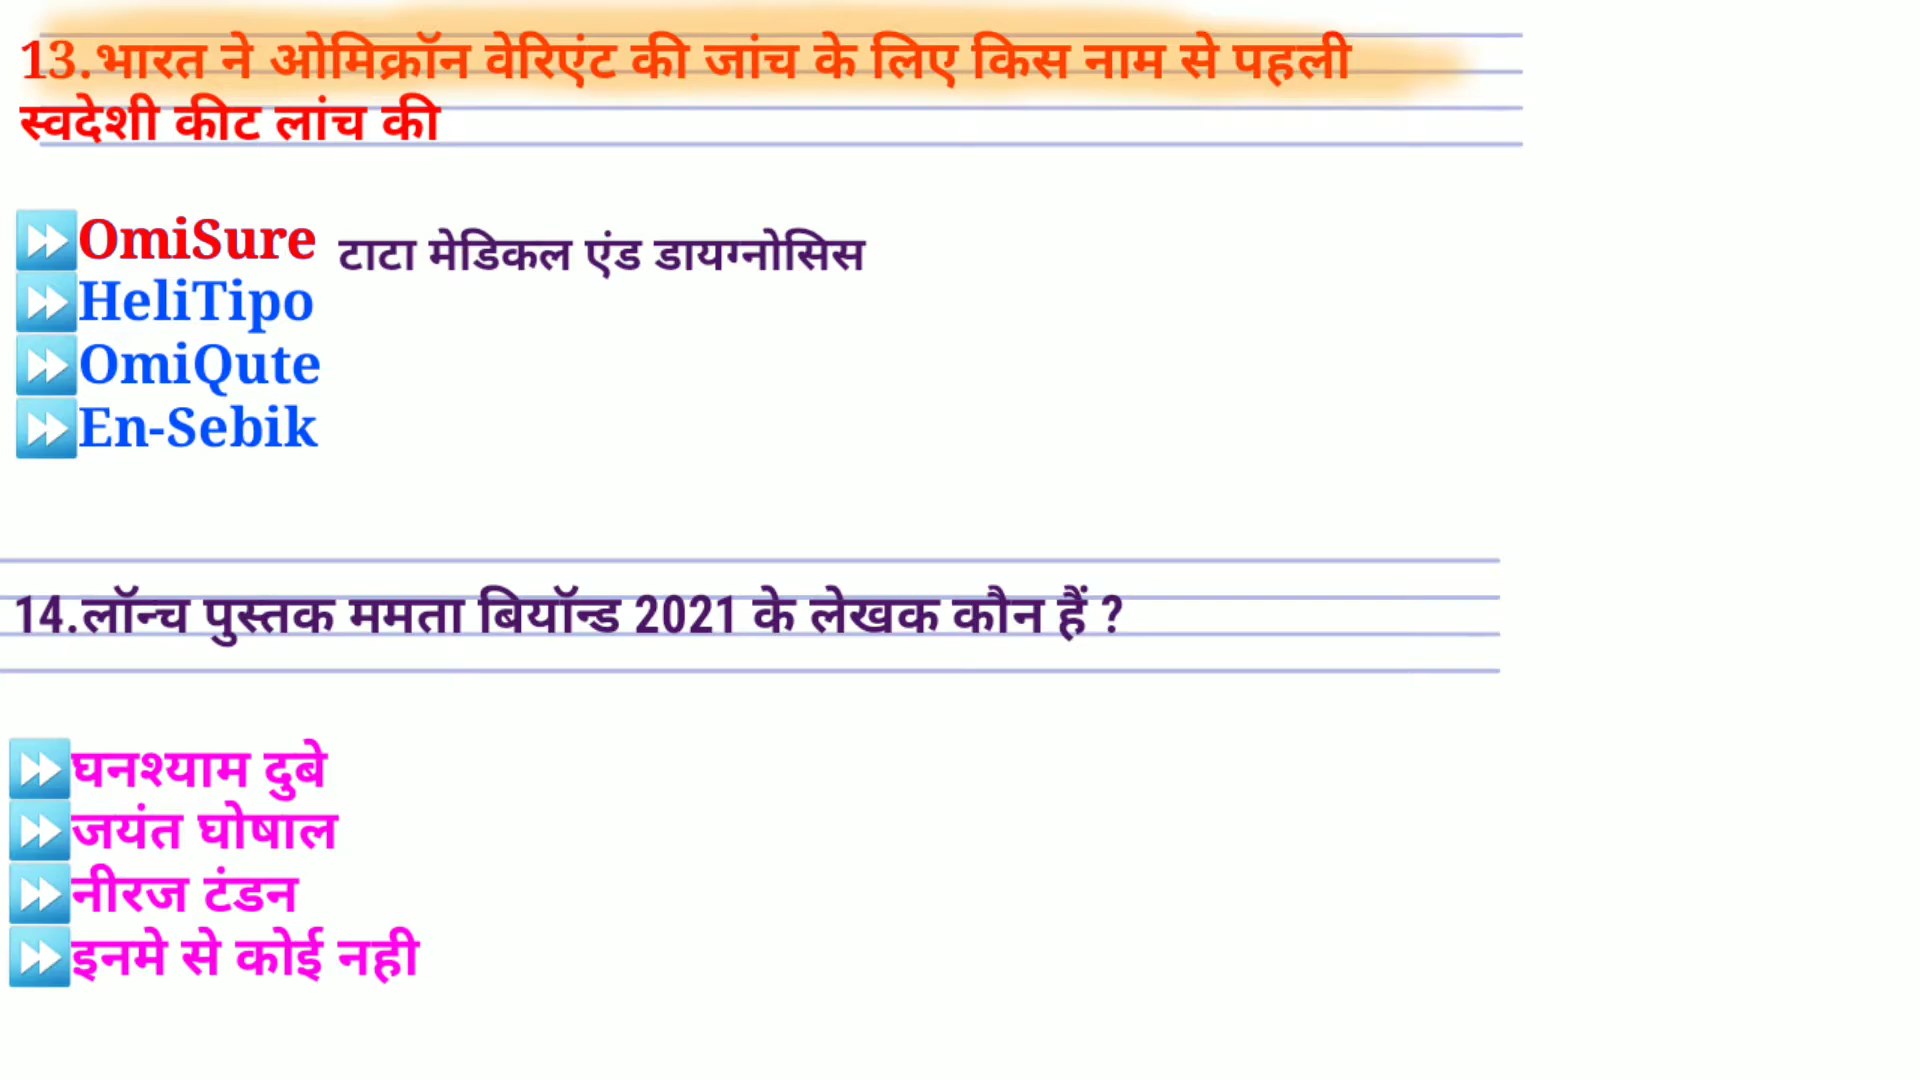 13.भारत ने ओमिक्रॉन वेरिएंट की जांच के लिए किस नाम से पहली
स्वदेशी कीट लांच की
⏩OmiSure टाटा मेडिकल एंड डायग्नोसिस
⏩HeliTipo
⏩OmiQute
⏩En-Sebik
14.लॉन्च पुस्तक ममता बियॉन्ड 2021 के लेखक कौन हैं ?
⏩घनश्याम दुबे
⏩जयंत घोषाल
⏩नीरज टंडन
⏩इनमे से कोई नही